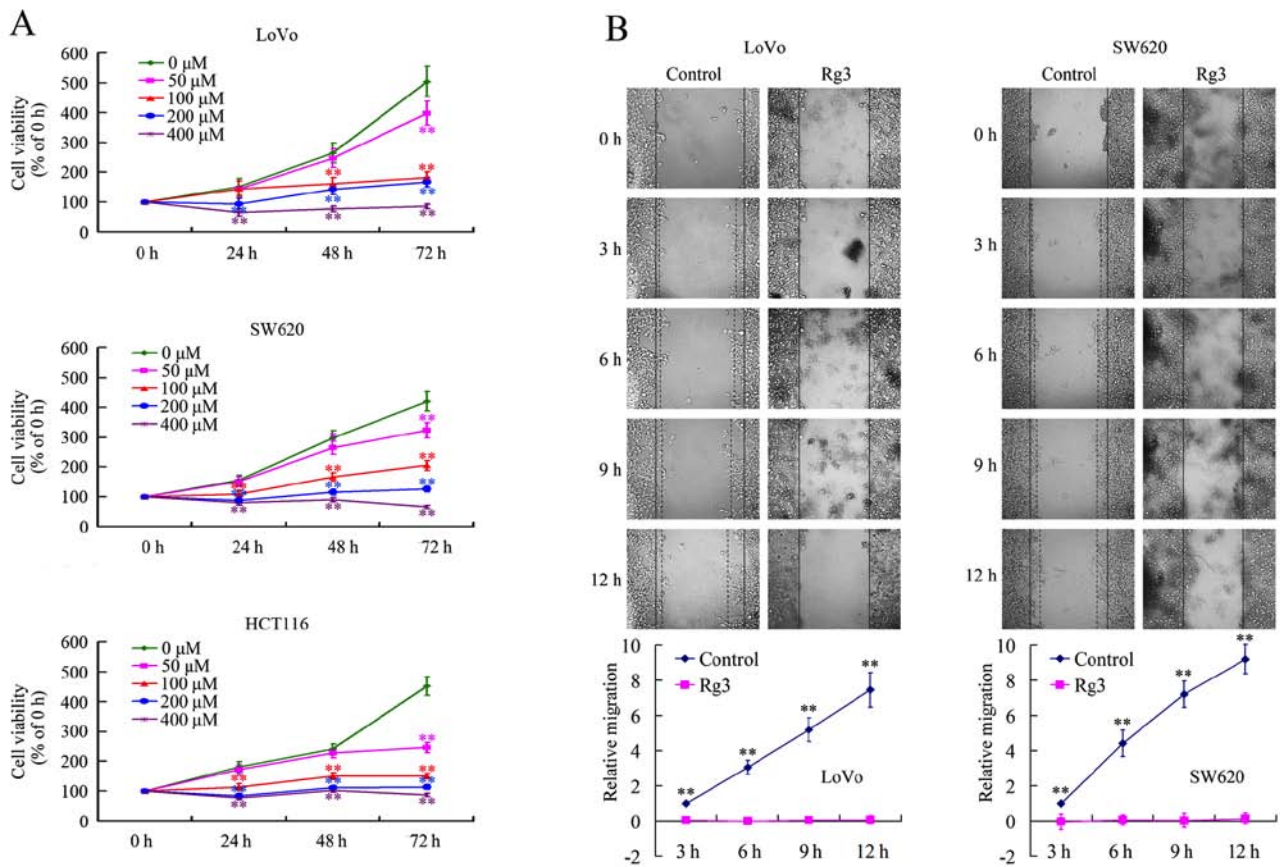 A
LoVo
600
500
400
300
200
100
0
Cell viability
(% of 0 h)
0 μM
50 μM
100 μM
200 μM
400 μM
**
**
**
**
**
**
**
**
**
0 h
24 h
48 h
72 h
SW620
600
500
400
300
200
100
0
Cell viability
(% of 0 h)
0 μM
50 μM
100 μM
200 μM
400 μM
**
**
**
**
**
**
**
**
**
**
0 h
24 h
48 h
72 h
HCT116
600
500
400
300
200
100
0
Cell viability
(% of 0 h)
0 μM
50 μM
100 μM
200 μM
400 μM
**
**
**
**
**
**
**
**
**
**
0 h
24 h
48 h
72 h
B
LoVo
Control
Rg3
0 h
3 h
6 h
9 h
12 h
10
8
6
4
2
0
-2
Relative migration
Control
Rg3
**
**
**
**
LoVo
3 h
6 h
9 h
12 h
SW620
Control
Rg3
0 h
3 h
6 h
9 h
12 h
10
8
6
4
2
0
-2
Relative migration
Control
Rg3
**
**
**
**
SW620
3 h
6 h
9 h
12 h